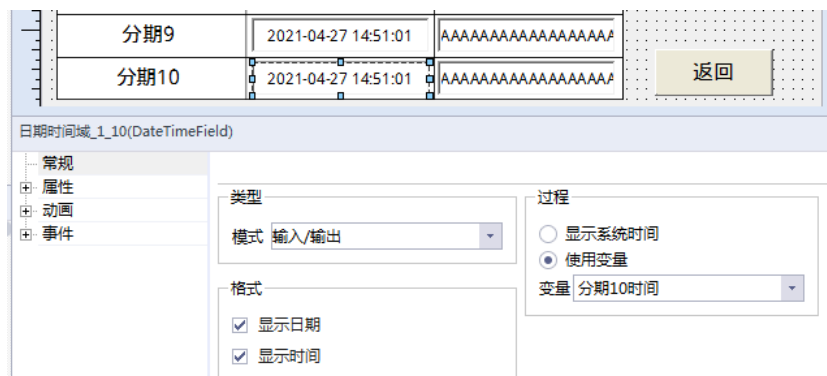 分期9 2021-04-27 14:51:01 AAAAAAAAAAAAAAAAAA
分期10 2021-04-27 14:51:01 AAAAAAAAAAAAAAAAAA
返回
日期时间域_1_10(DateTimeField)
常规
属性
动画
事件
类型
模式 输入/输出
格式
显示日期
显示时间
过程
显示系统时间
使用变量
变量 分期10时间